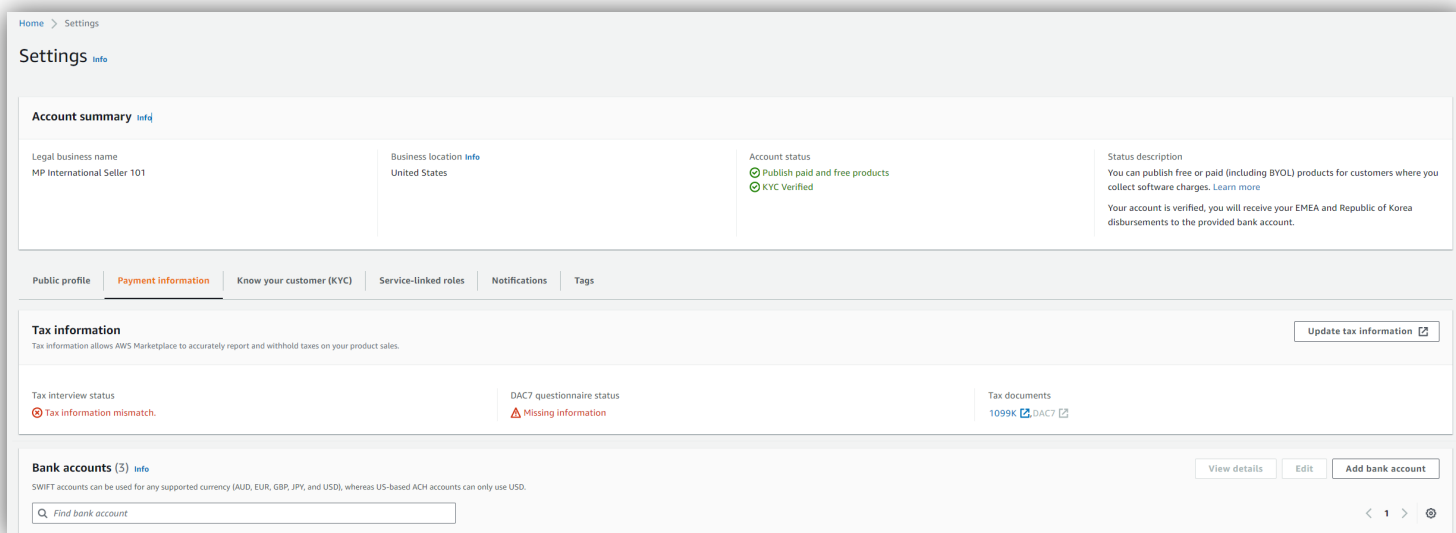 Home > Settings
Settings Info
Account summary Info
Legal business name
MP International Seller 101
Business location Info
United States
Account status
Publish paid and free products
KYC Verified
Status description
You can publish free or paid (including BYOL) products for customers where you
collect software charges. Learn more
Your account is verified, you will receive your EMEA and Republic of Korea
disbursements to the provided bank account.
Public profile
Payment information
Know your customer (KYC)
Service-linked roles
Notifications
Tags
Tax information
Update tax information
Tax information allows AWS Marketplace to accurately report and withhold taxes on your product sales.
Tax interview status
Tax information mismatch.
DAC7 questionnaire status
Missing information
Tax documents
1099K ,DAC7
Bank accounts (3) Info
View details
Edit
Add bank account
SWIFT accounts can be used for any supported currency (AUD, EUR, GBP, JPY, and USD), whereas US-based ACH accounts can only use USD.
Find bank account
< 1 >